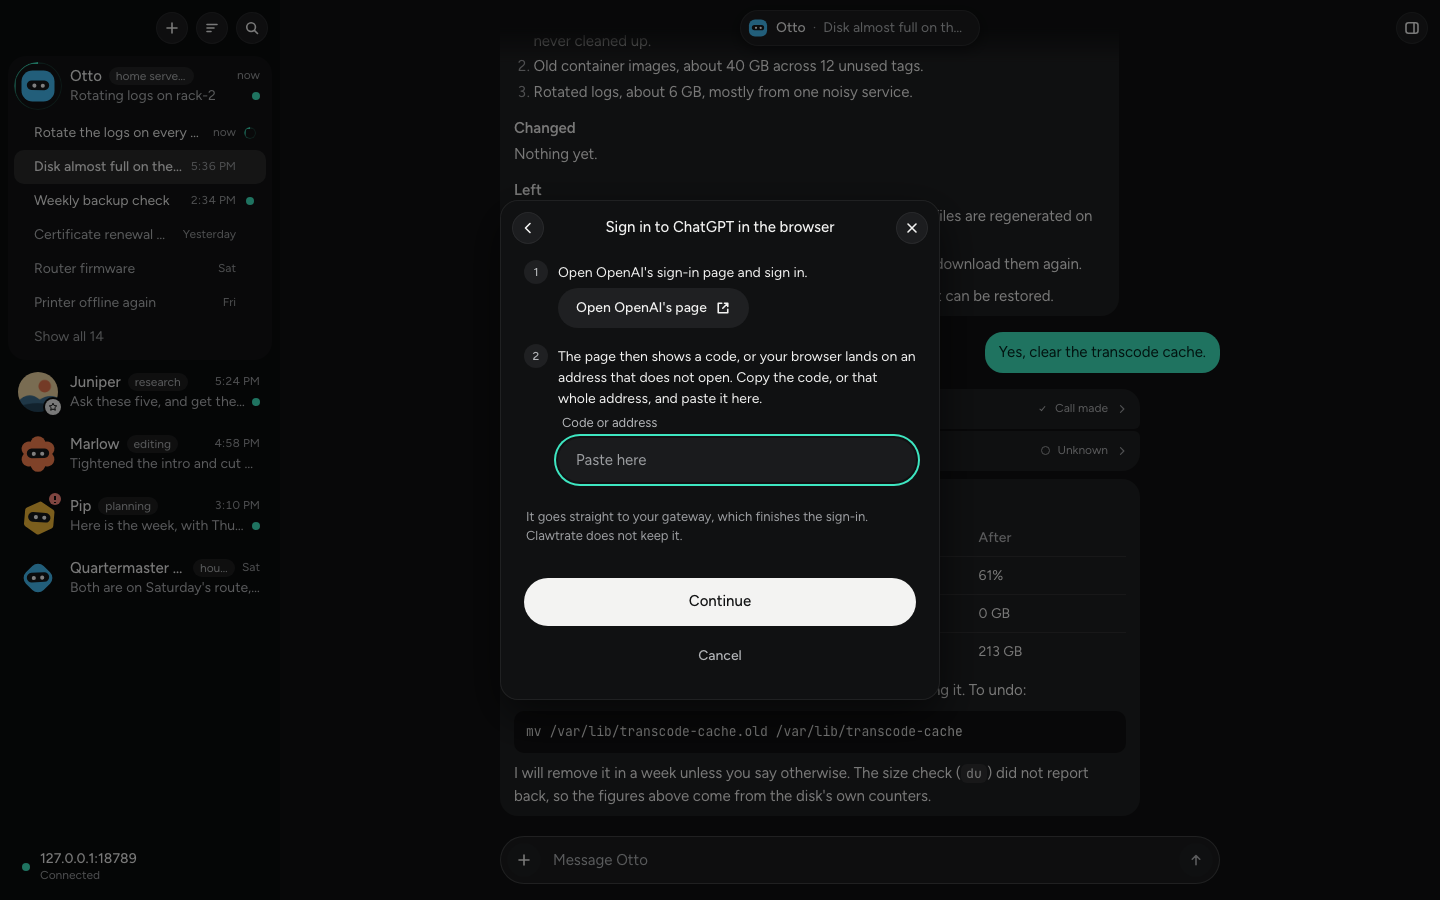 Otto home serve... now
Rotating logs on rack-2
Rotate the logs on every ... now
Disk almost full on the... 5:36 PM
Weekly backup check 2:34 PM
Certificate renewal ... Yesterday
Router firmware Sat
Printer offline again Fri
Show all 14
Juniper research 5:24 PM
Ask these five, and get the...
Marlow editing 4:58 PM
Tightened the intro and cut ...
Pip planning 3:10 PM
Here is the week, with Thu...
Quartermaster ... hou... Sat
Both are on Saturday's route,...
127.0.0.1:18789
Connected
Otto · Disk almost full on th...
never cleaned up.
2. Old container images, about 40 GB across 12 unused tags.
3. Rotated logs, about 6 GB, mostly from one noisy service.
Changed
Nothing yet.
Left
iles are regenerated on
download them again.
can be restored.
Yes, clear the transcode cache.
Call made
Unknown
Sign in to ChatGPT in the browser
1 Open OpenAI's sign-in page and sign in.
Open OpenAI's page
2 The page then shows a code, or your browser lands on an
address that does not open. Copy the code, or that
whole address, and paste it here.
Code or address
Paste here
It goes straight to your gateway, which finishes the sign-in.
Clawtrate does not keep it.
Continue
Cancel
After
61%
0 GB
213 GB
g it. To undo:
mv /var/lib/transcode-cache.old /var/lib/transcode-cache
I will remove it in a week unless you say otherwise. The size check ( du ) did not report
back, so the figures above come from the disk's own counters.
Message Otto